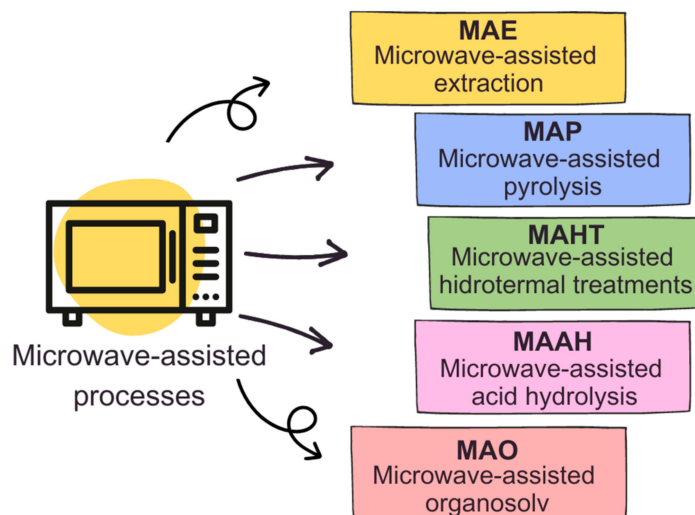 MAE
Microwave-assisted
extraction
MAP
Microwave-assisted
pyrolysis
MAHT
Microwave-assisted
hidrotermal treatments
MAAH
Microwave-assisted
acid hydrolysis
MAO
Microwave-assisted
organosolv
Microwave-assisted
processes